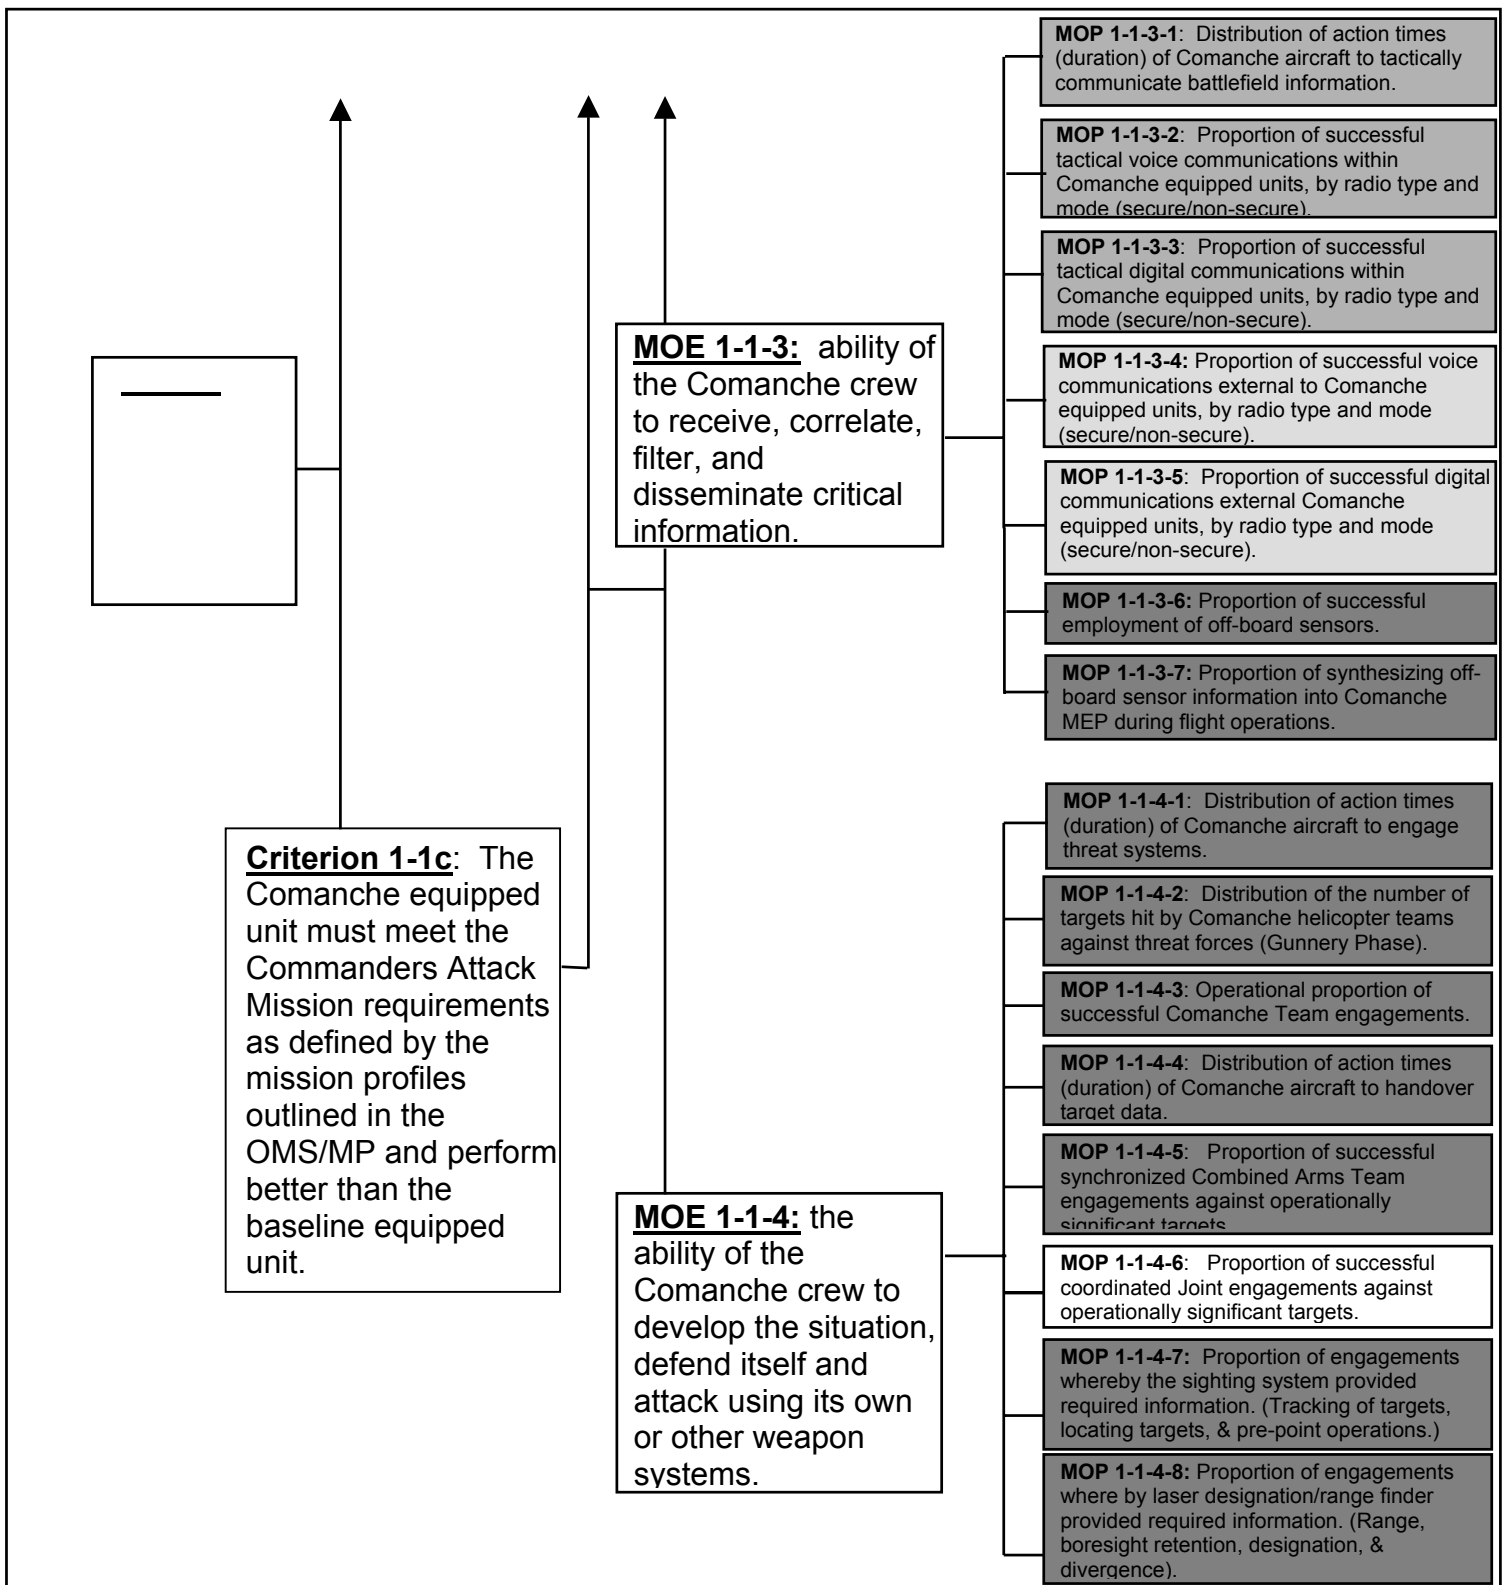 MOP 1-1-3-1:  Distribution of action times
(duration) of Comanche aircraft to tactically
communicate battlefield information.
MOP 1-1-3-2:  Proportion of successful
tactical voice communications within
Comanche equipped units, by radio type and
mode (secure/non-secure).
MOP 1-1-3-3:  Proportion of successful
tactical digital communications within
Comanche equipped units, by radio type and
mode (secure/non-secure).
MOE 1-1-3:  ability of
the Comanche crew
to receive, correlate,
filter, and
disseminate critical
information.
MOP 1-1-3-4: Proportion of successful voice
communications external to Comanche
equipped units, by radio type and mode
(secure/non-secure).
MOP 1-1-3-5:  Proportion of successful digital
communications external Comanche
equipped units, by radio type and mode
(secure/non-secure).
MOP 1-1-3-6: Proportion of successful
employment of off-board sensors.
MOP 1-1-3-7: Proportion of synthesizing off-
board sensor information into Comanche
MEP during flight operations.
Criterion 1-1c:  The
Comanche equipped
unit must meet the
Commanders Attack
Mission requirements
as defined by the
mission profiles
outlined in the
OMS/MP and perform
better than the
baseline equipped
unit.
MOE 1-1-4: the
ability of the
Comanche crew to
develop the situation,
defend itself and
attack using its own
or other weapon
systems.
MOP 1-1-4-1:  Distribution of action times
(duration) of Comanche aircraft to engage
threat systems.
MOP 1-1-4-2:  Distribution of the number of
targets hit by Comanche helicopter teams
against threat forces (Gunnery Phase).
MOP 1-1-4-3: Operational proportion of
successful Comanche Team engagements.
MOP 1-1-4-4:  Distribution of action times
(duration) of Comanche aircraft to handover
target data.
MOP 1-1-4-5:   Proportion of successful
synchronized Combined Arms Team
engagements against operationally
significant targets.
MOP 1-1-4-6:   Proportion of successful
coordinated Joint engagements against
operationally significant targets.
MOP 1-1-4-7:  Proportion of engagements
whereby the sighting system provided
required information. (Tracking of targets,
locating targets, & pre-point operations.)
MOP 1-1-4-8: Proportion of engagements
where by laser designation/range finder
provided required information. (Range,
boresight retention, designation, &
divergence).